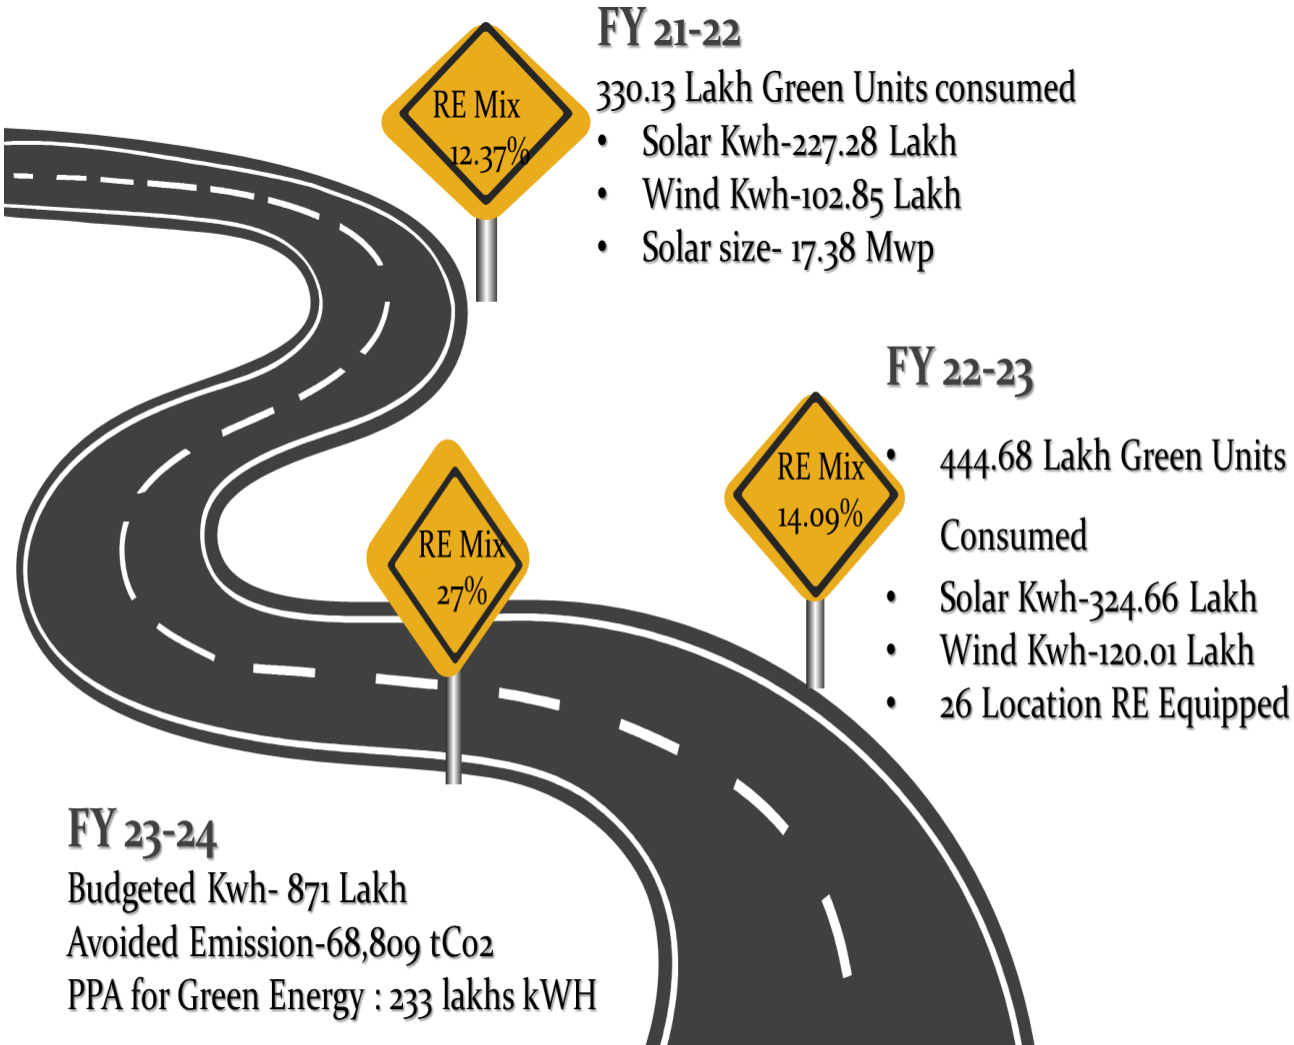 FY 21-22
RE Mix
12.37%
330.13 Lakh Green Units consumed
• Solar Kwh-227.28 Lakh
• Wind Kwh-102.85 Lakh
• Solar size- 17.38 Mwp
FY 22-23
RE Mix
14.09%
• 444.68 Lakh Green Units
Consumed
• Solar Kwh-324.66 Lakh
• Wind Kwh-120.01 Lakh
• 26 Location RE Equipped
RE Mix
27%
FY 23-24
Budgeted Kwh- 871 Lakh
Avoided Emission-68,809 tCo2
PPA for Green Energy : 233 lakhs kWH